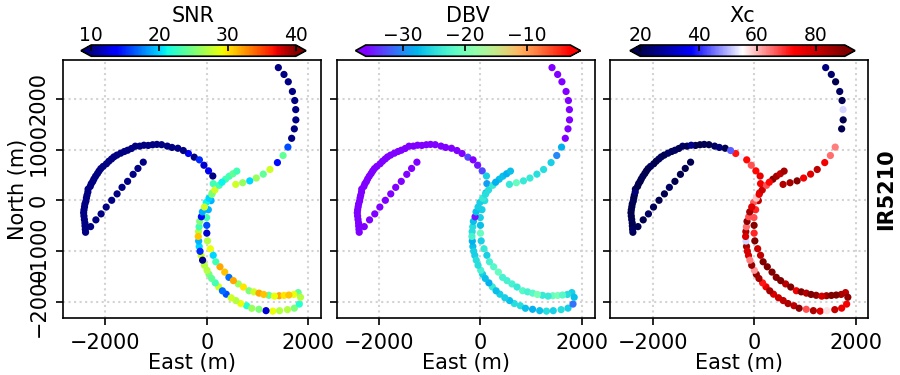 SNR DBV Xc
10 20 30 40 −30 −20 −10 20 40 60 80
North (m)
2000
1000
0
−1000
−2000
IR5210
−2000 0 2000 −2000 0 2000 −2000 0 2000
East (m) East (m) East (m)